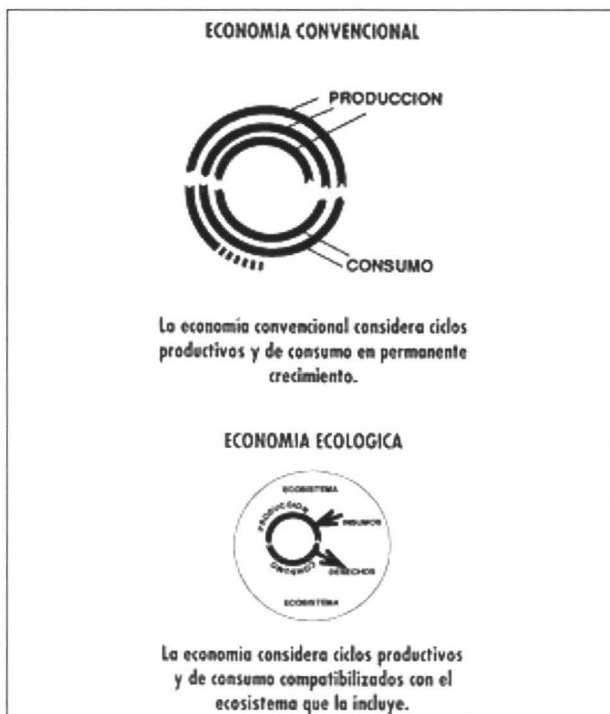 ECONOMIA CONVENCIONAL
PRODUCCION
CONSUMO
La economía convencional considera ciclos
productivos y de consumo en permanente
crecimiento.
ECONOMIA ECOLOGICA
ECOSISTEMA
PRODUCCION
INSUMOS
CONSUMO
DESECHOS
ECOSISTEMA
La economia considera ciclos productivos
y de consumo compatibilizados con el
ecosistema que la incluye.